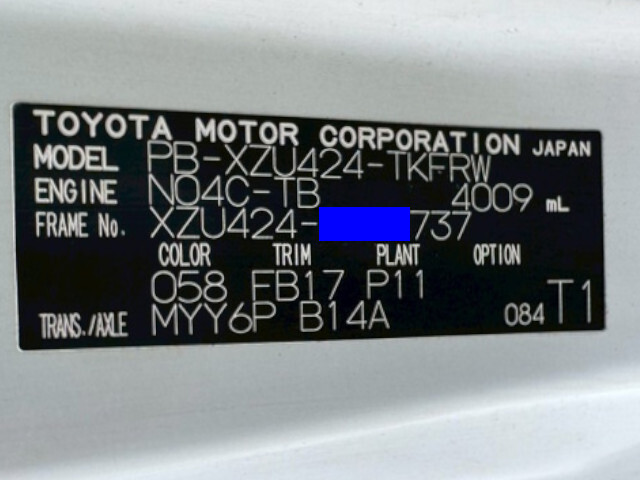 TOYOTA MOTOR CORPORATION JAPAN
MODEL PB-XZU424-TKFRW
ENGINE N04C-TB 4009 mL
FRAME No. XZU424- 737
COLOR TRIM PLANT OPTION
058 FB17 P11
TRANS./AXLE MYY6P B14A 084 T1